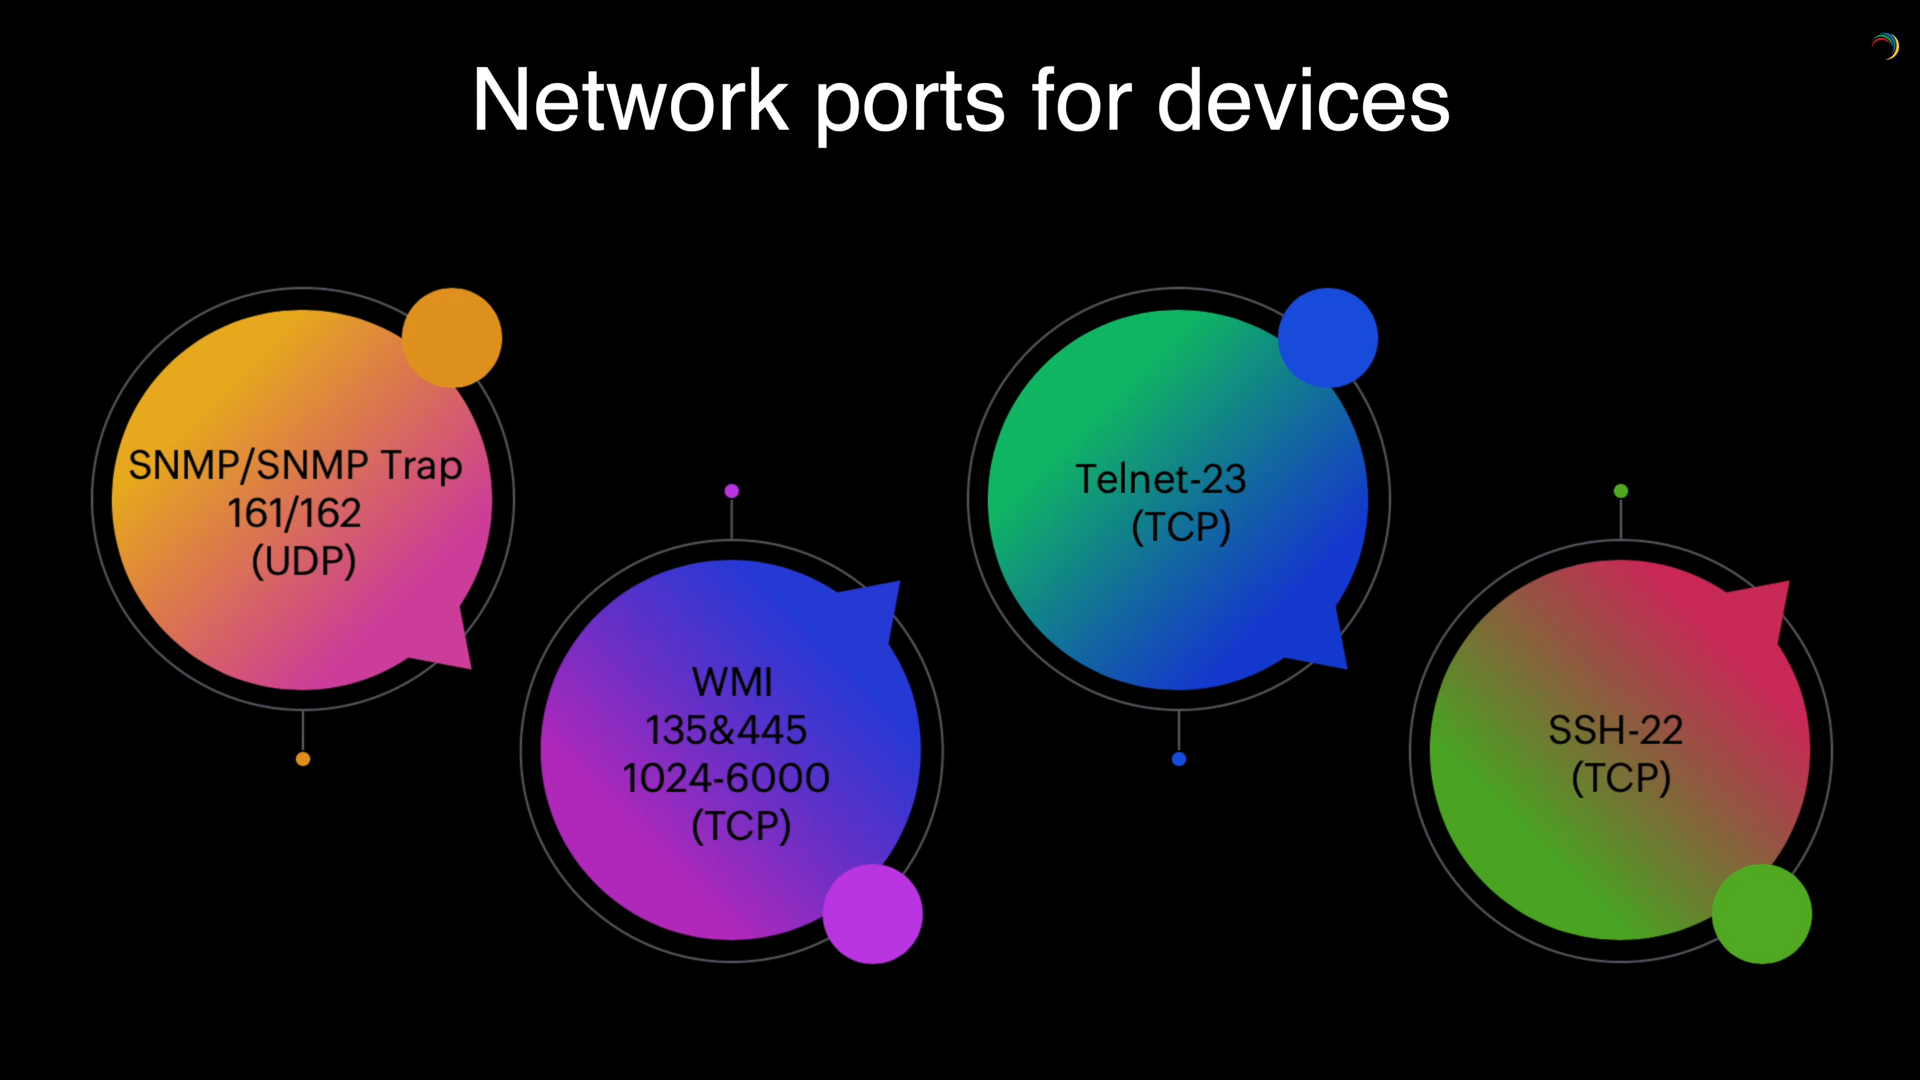 Network ports for devices
SNMP/SNMP Trap
161/162
(UDP)
WMI
135&445
1024-6000
(TCP)
Telnet-23
(TCP)
SSH-22
(TCP)